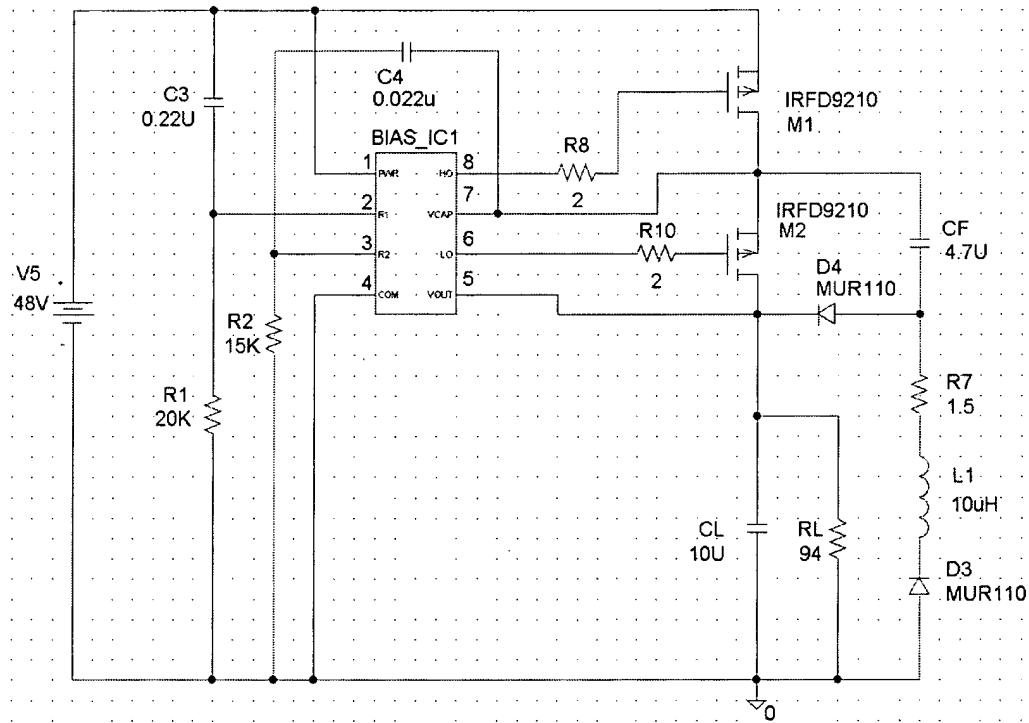 C3
0.22U
C4
0.022u
BIAS_IC1
1 PWR HO 8
2 R1 VCAP 7
3 R2 LO 6
4 COM VOUT 5
R8
2
R10
2
IRFD9210
M1
IRFD9210
M2
CF
4.7U
D4
MUR110
V5
48V
+
R2
15K
R1
20K
R7
1.5
L1
10uH
CL
10U
RL
94
D3
MUR110
0